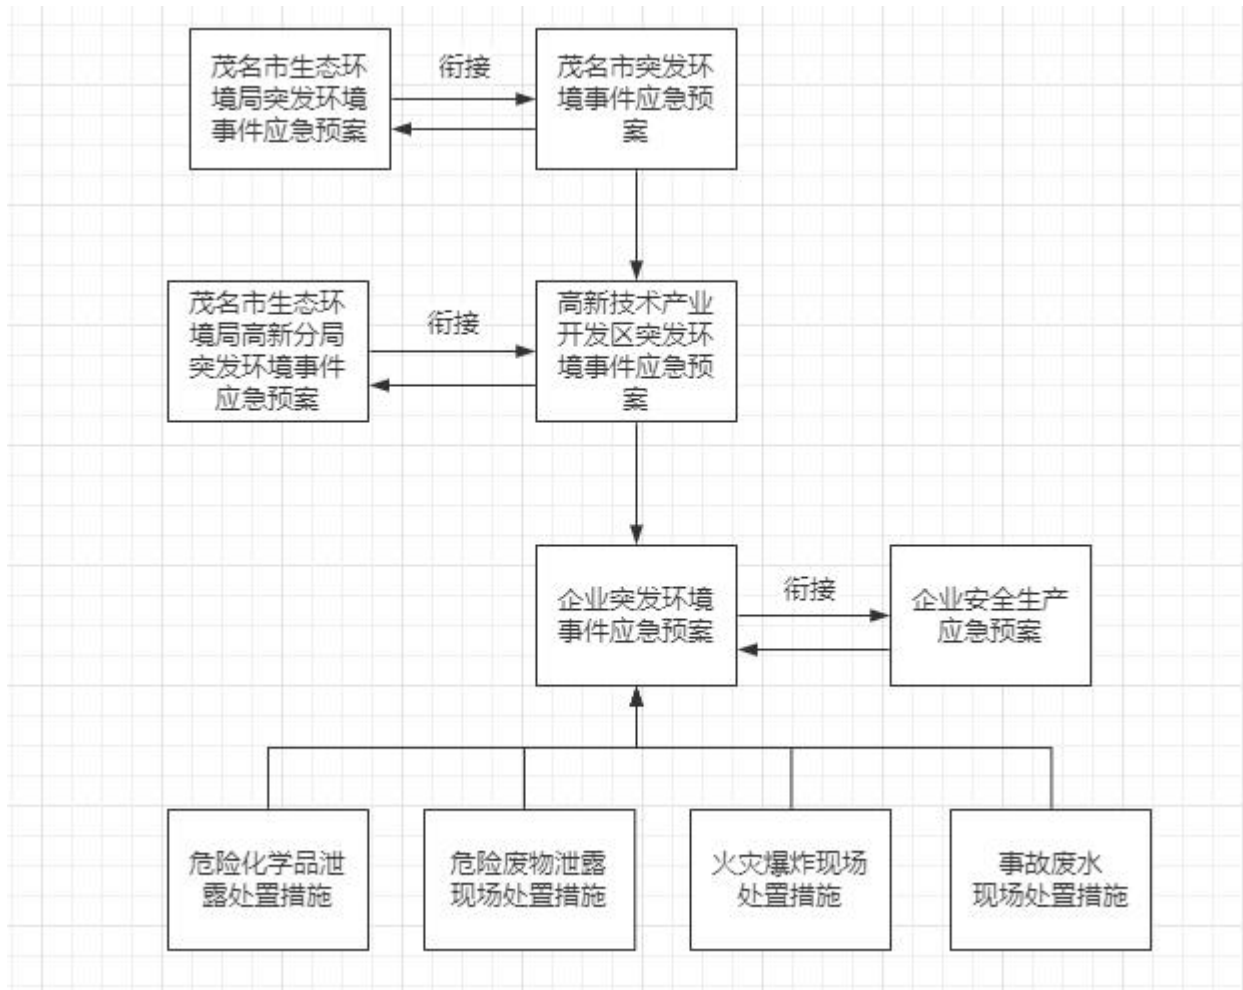 茂名市生态环
境局突发环境
事件应急预案
衔接
茂名市突发环
境事件应急预
案
茂名市生态环
境局高新分局
突发环境事件
应急预案
衔接
高新技术产业
开发区突发环
境事件应急预
案
企业突发环境
事件应急预案
衔接
企业安全生产
应急预案
危险化学品泄
露处置措施
危险废物泄露
现场处置措施
火灾爆炸现场
处置措施
事故废水
现场处置措施